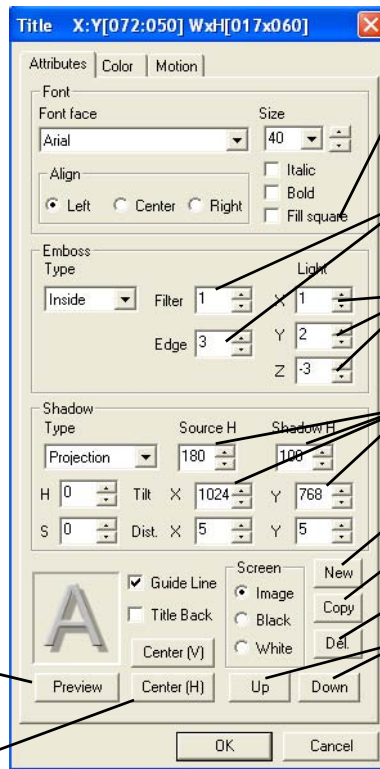 Title X:Y[072:050] WxH[017x060]
Attributes Color Motion
Font
Font face Size
Arial 40
Align
Left Center Right
Italic
Bold
Fill square
Emboss
Type Light
Inside Filter 1 X 1
Edge 3 Y 2
Z -3
Shadow
Type Source H Shadow H
Projection 180 100
H 0 Tilt X 1024 Y 768
S 0 Dist. X 5 Y 5
A
Guide Line
Title Back
Center (V)
Screen
Image
Black
White
New
Copy
Del.
Preview Center (H) Up Down
OK Cancel